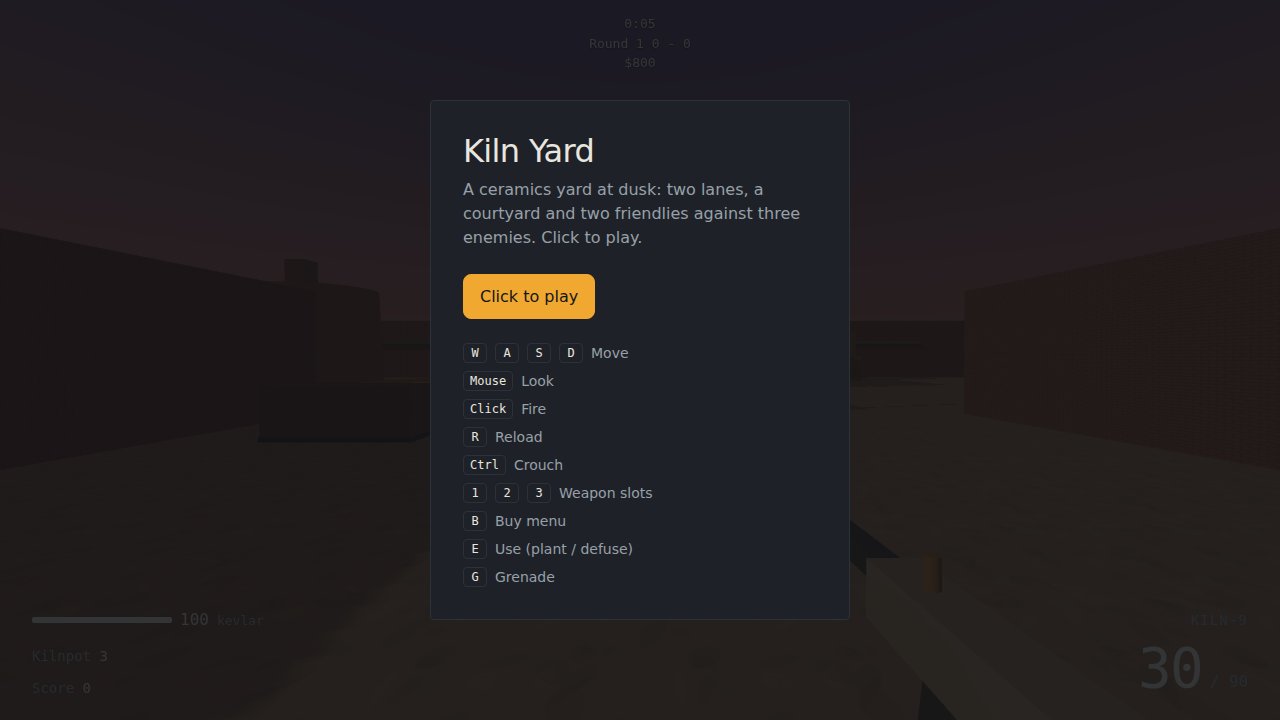 0:05
Round 1 0 - 0
$800
Kiln Yard
A ceramics yard at dusk: two lanes, a
courtyard and two friendlies against three
enemies. Click to play.
Click to play
W A S D Move
Mouse Look
Click Fire
R Reload
Ctrl Crouch
1 2 3 Weapon slots
B Buy menu
E Use (plant / defuse)
G Grenade
100 kevlar
Kilnpot 3
Score 0
KILN-9
30 / 90